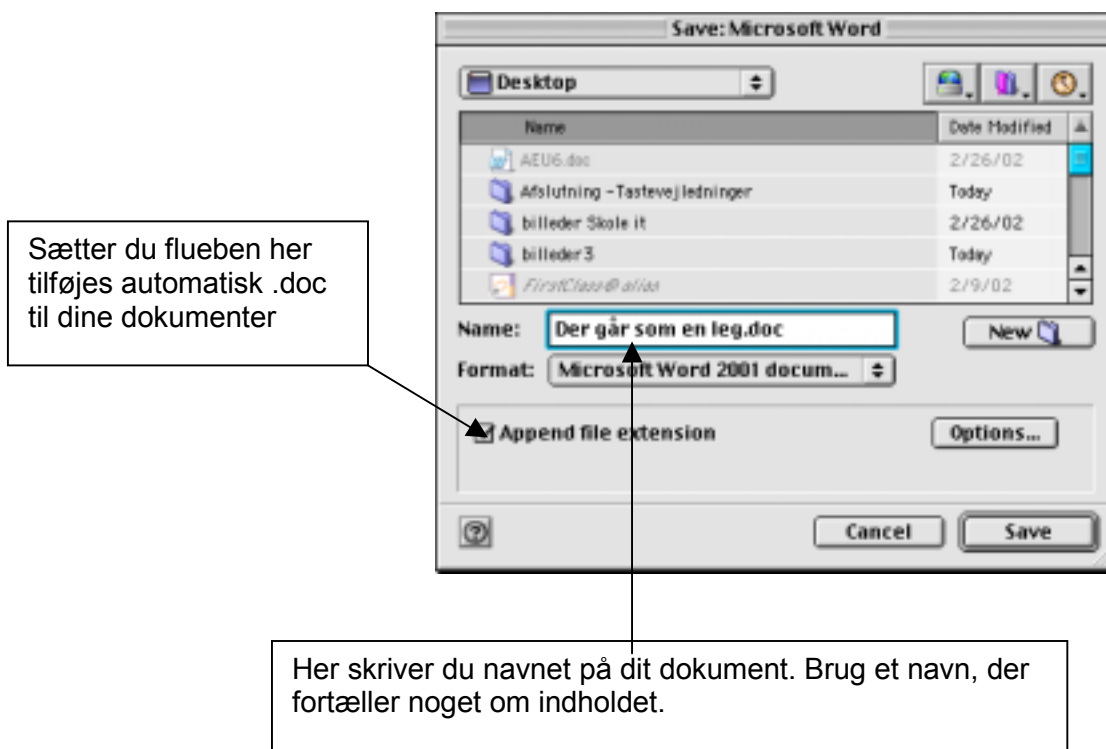 Save: Microsoft Word
Desktop
Name Date Modified
AEU6.doc 2/26/02
Afslutning -Tastevejledninger Today
billeder Skole it 2/26/02
billeder3 Today
FirstClass® alias 2/9/02
Sætter du flueben her
tilføjes automatisk .doc
til dine dokumenter
Name: Der går som en leg.doc New
Format: Microsoft Word 2001 docum...
Append file extension Options...
Cancel Save
Her skriver du navnet på dit dokument. Brug et navn, der
fortæller noget om indholdet.